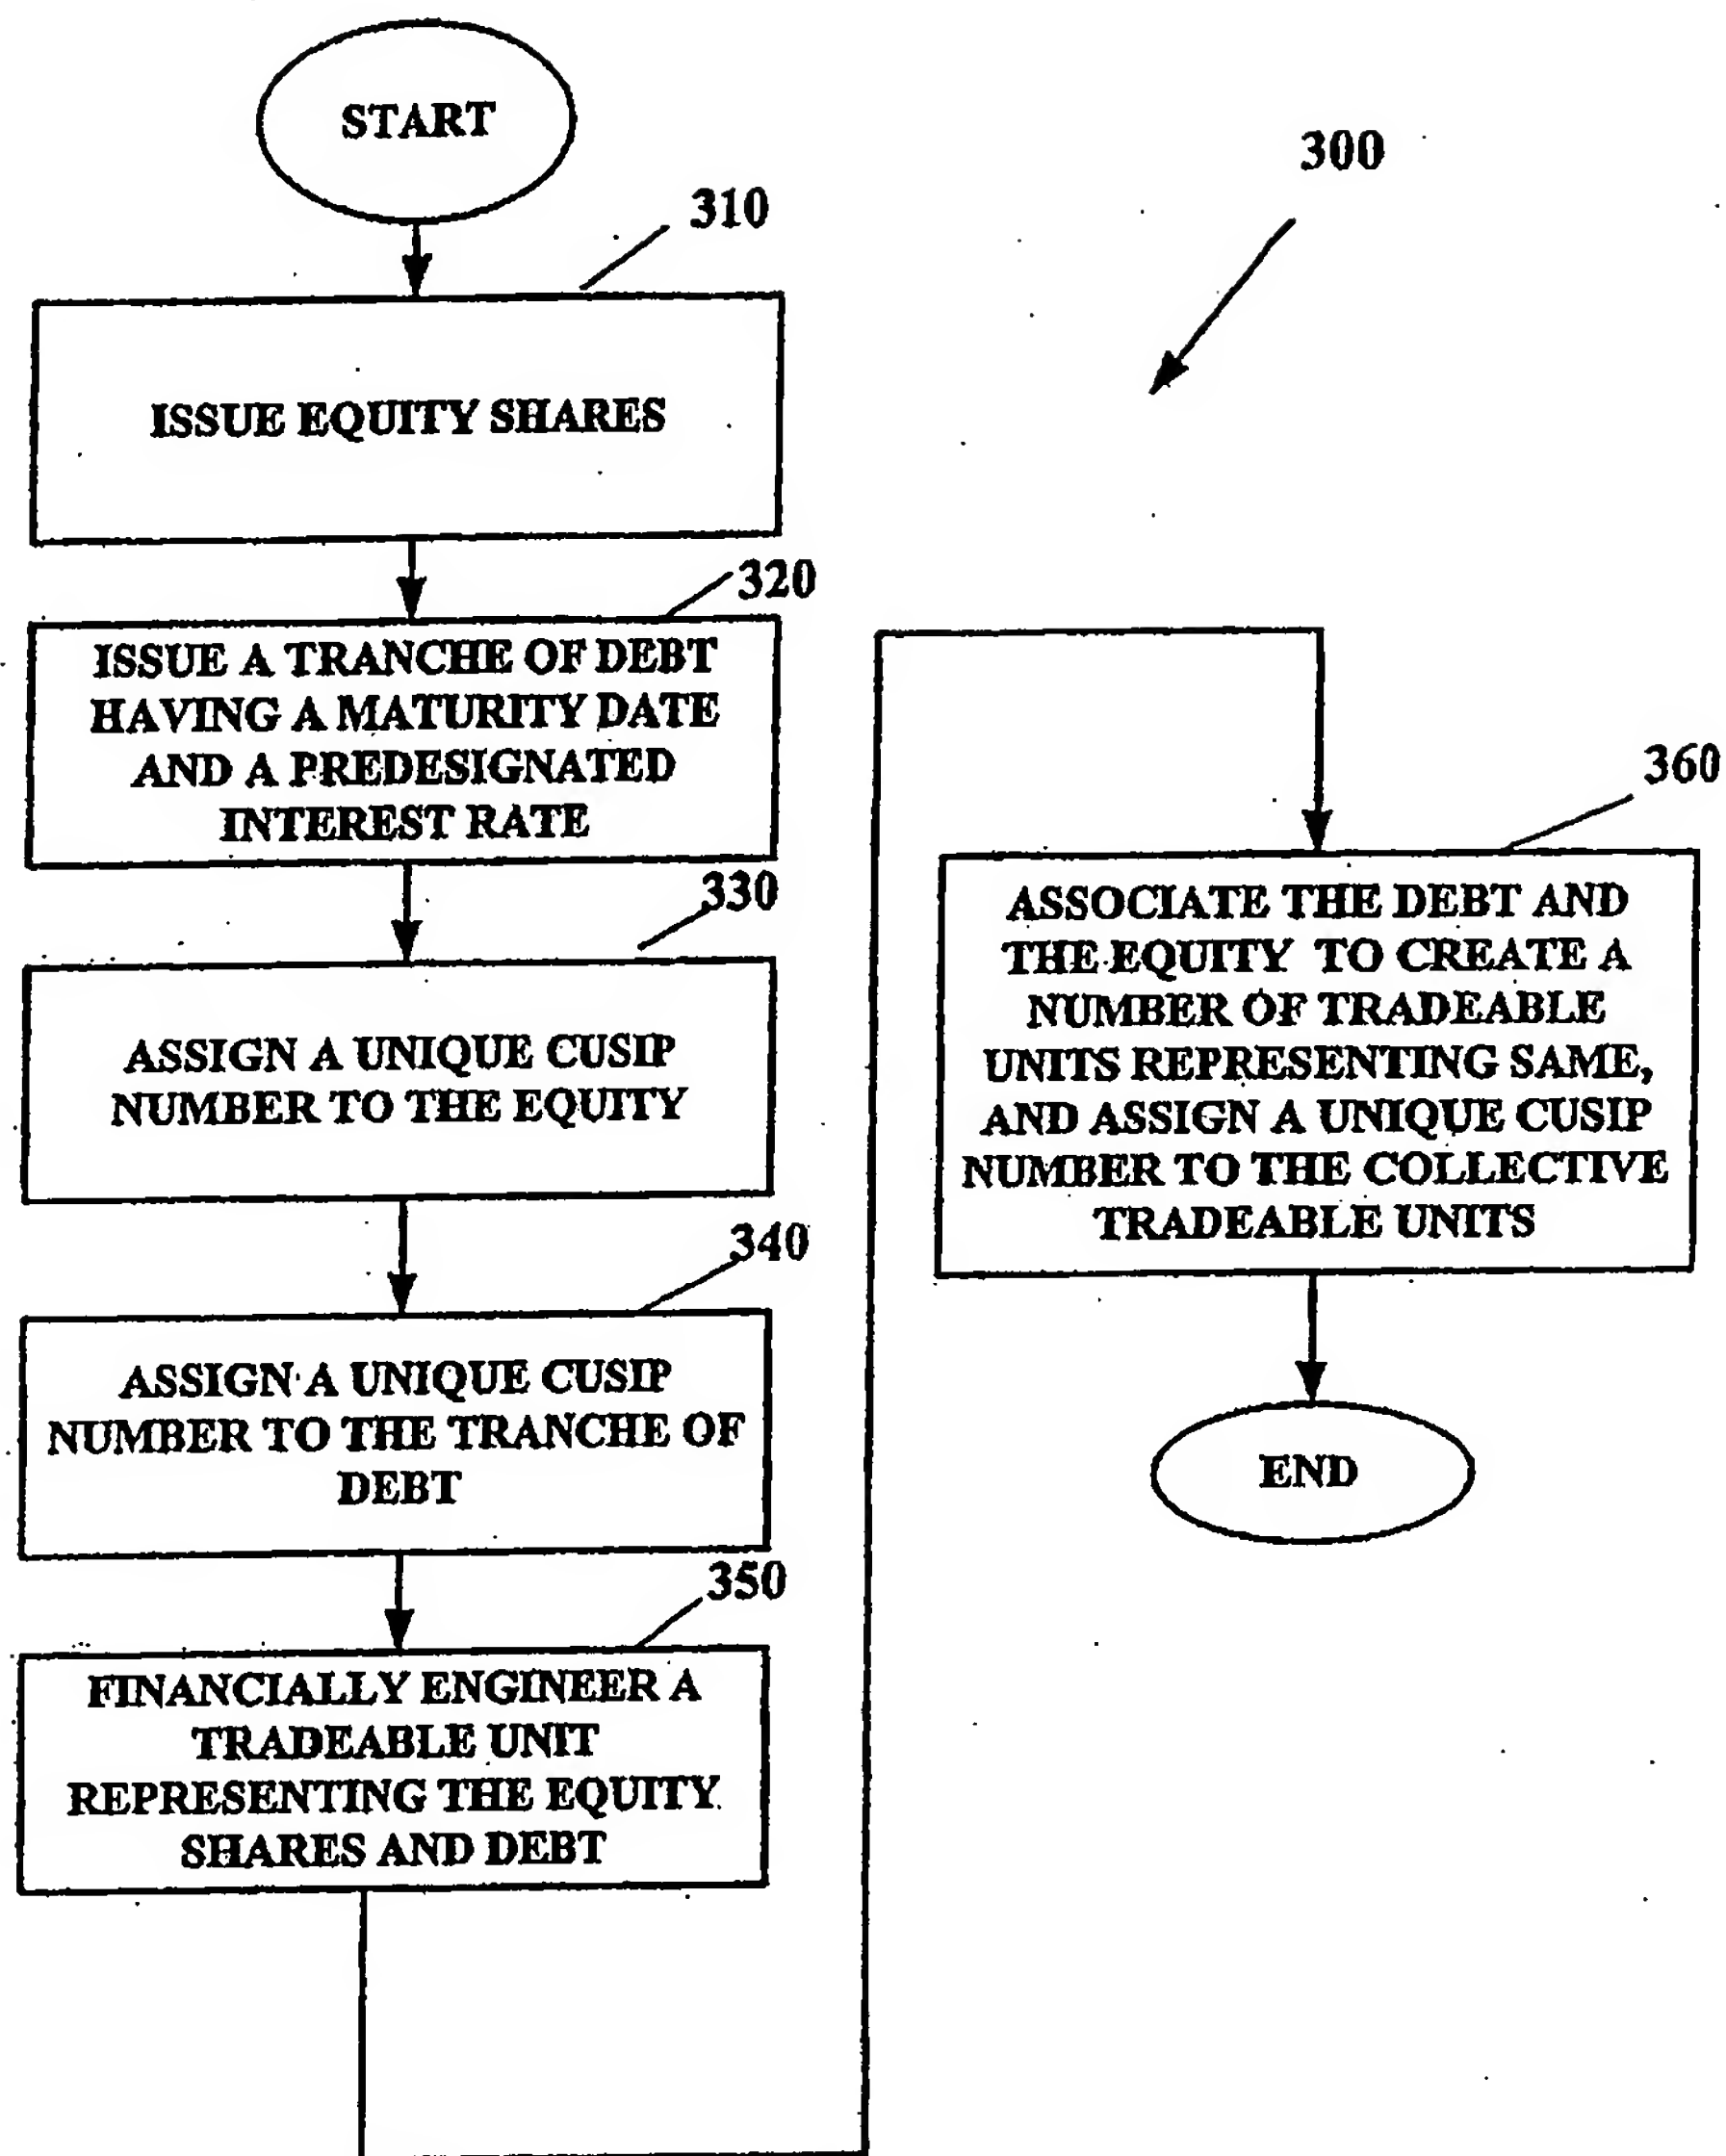 START
300
310
ISSUE EQUITY SHARES
320
ISSUE A TRANCHE OF DEBT
HAVING A MATURITY DATE
AND A PREDESIGNATED
INTEREST RATE
330
ASSIGN A UNIQUE CUSIP
NUMBER TO THE EQUITY
340
ASSIGN A UNIQUE CUSIP
NUMBER TO THE TRANCHE OF
DEBT
350
FINANCIALLY ENGINEER A
TRADEABLE UNIT
REPRESENTING THE EQUITY
SHARES AND DEBT
360
ASSOCIATE THE DEBT AND
THE EQUITY TO CREATE A
NUMBER OF TRADEABLE
UNITS REPRESENTING SAME,
AND ASSIGN A UNIQUE CUSIP
NUMBER TO THE COLLECTIVE
TRADEABLE UNITS
END